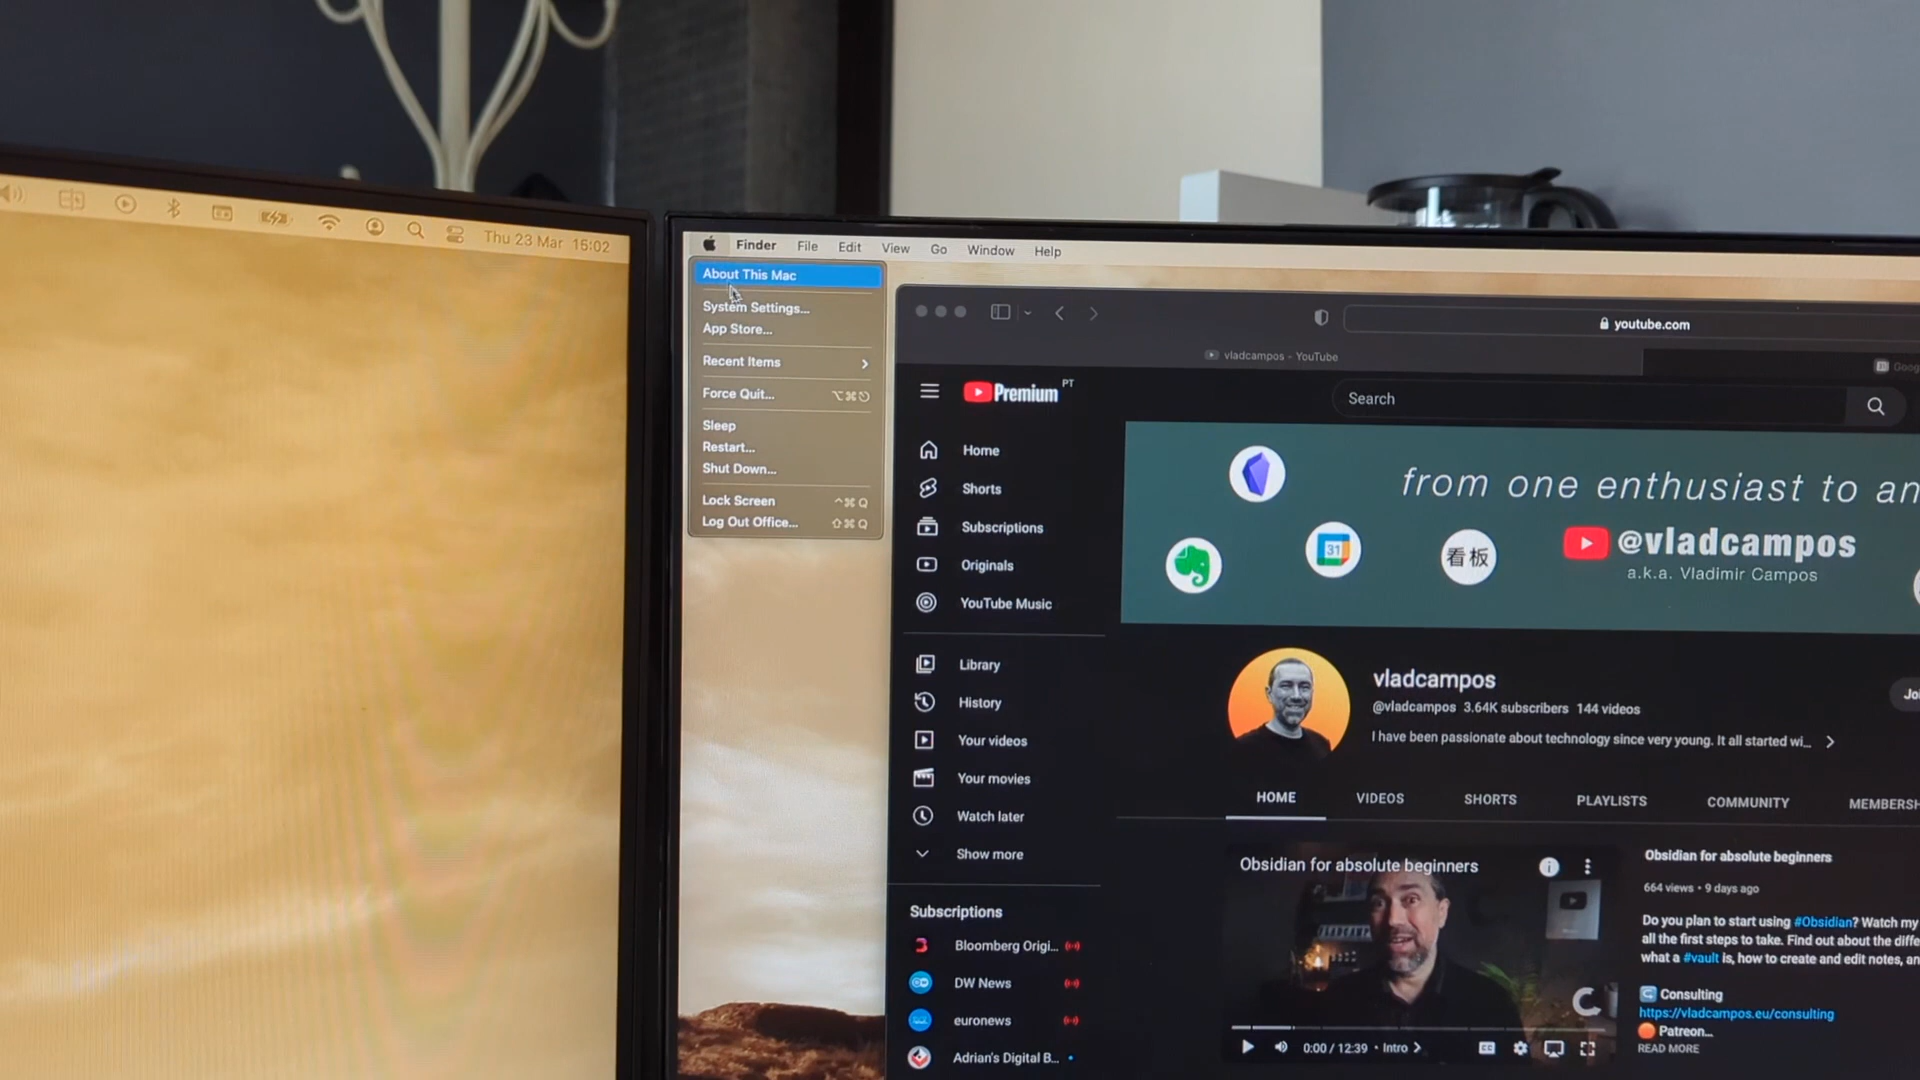 Thu 23 Mar 15:02
Finder File Edit View Go Window Help
About This Mac
System Settings...
App Store...
Recent Items
Force Quit... ⌥⌘⎋
Sleep
Restart...
Shut Down...
Lock Screen ^⌘Q
Log Out Office... ⇧⌘Q
youtube.com
vladcampos - YouTube
Goog
Premium PT
Search
Home
Shorts
Subscriptions
Originals
YouTube Music
Library
History
Your videos
Your movies
Watch later
Show more
Subscriptions
Bloomberg Origi...
DW News
euronews
Adrian's Digital B...
from one enthusiast to an
31
看板
@vladcampos
a.k.a. Vladimir Campos
vladcampos
@vladcampos 3.64K subscribers 144 videos
I have been passionate about technology since very young. It all started wi...
Joi
HOME VIDEOS SHORTS PLAYLISTS COMMUNITY MEMBERSH
Obsidian for absolute beginners
0:00 / 12:39 • Intro
Obsidian for absolute beginners
664 views • 9 days ago
Do you plan to start using #Obsidian? Watch my
all the first steps to take. Find out about the diffe
what a #vault is, how to create and edit notes, an
Consulting
https://vladcampos.eu/consulting
Patreon...
READ MORE